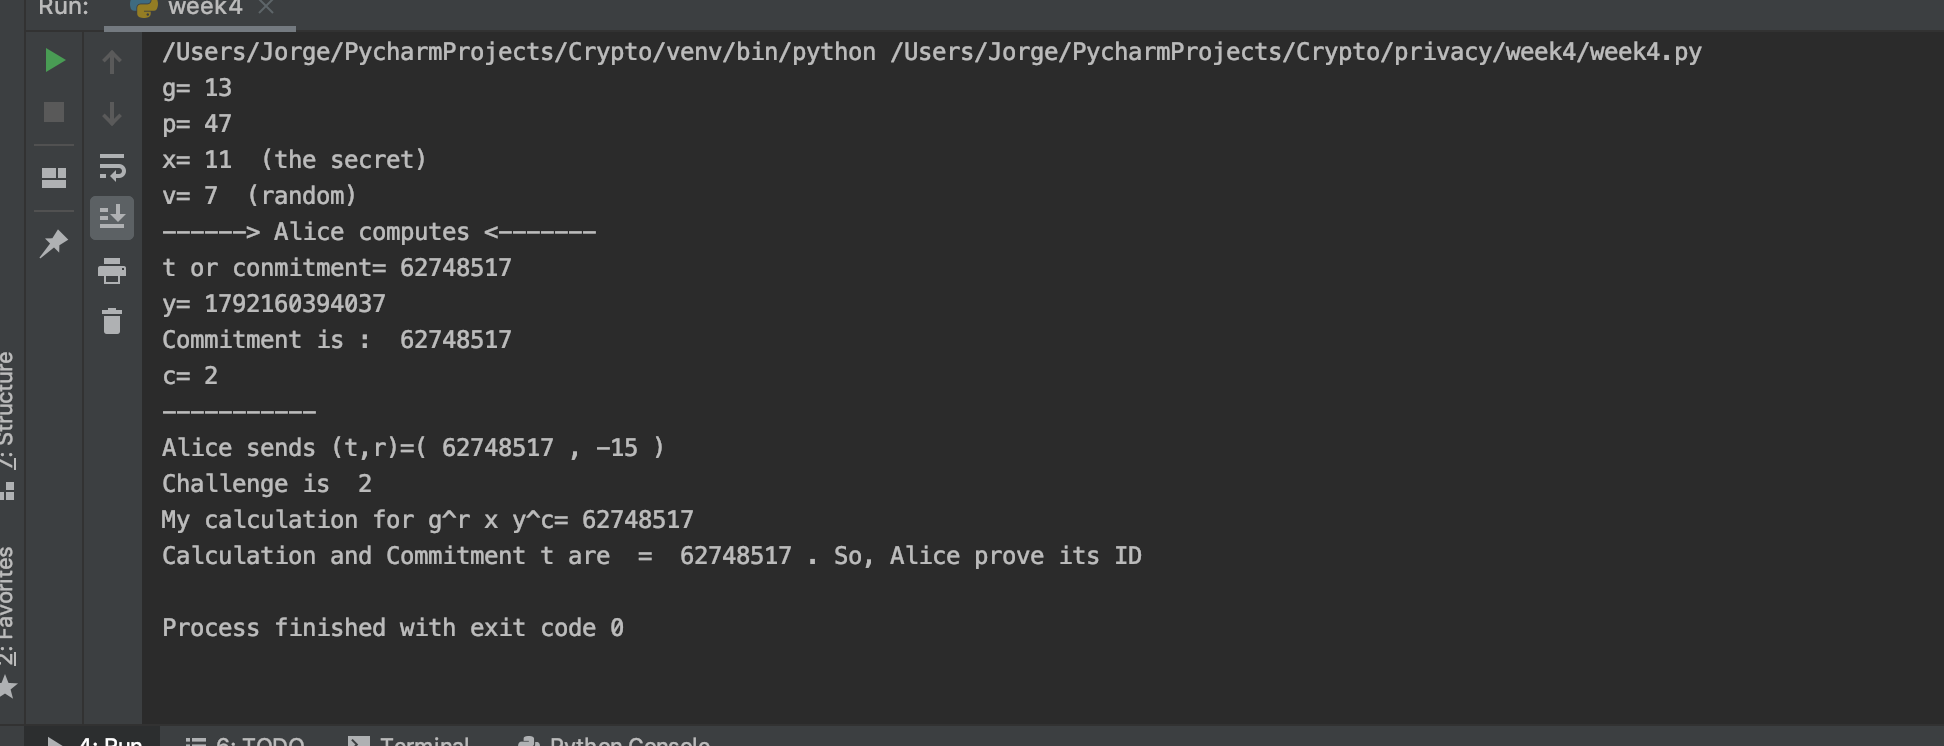 Run: week4
/Users/Jorge/PycharmProjects/Crypto/venv/bin/python /Users/Jorge/PycharmProjects/Crypto/privacy/week4/week4.py
g= 13
p= 47
x= 11  (the secret)
v= 7  (random)
------> Alice computes <-------
t or conmitment= 62748517
y= 1792160394037
Commitment is :  62748517
c= 2
-----------
Alice sends (t,r)=( 62748517 , -15 )
Challenge is  2
My calculation for g^r x y^c= 62748517
Calculation and Commitment t are  =  62748517 . So, Alice prove its ID
Process finished with exit code 0
7: Structure
2: Favorites
4: Run 6: TODO Terminal Python Console